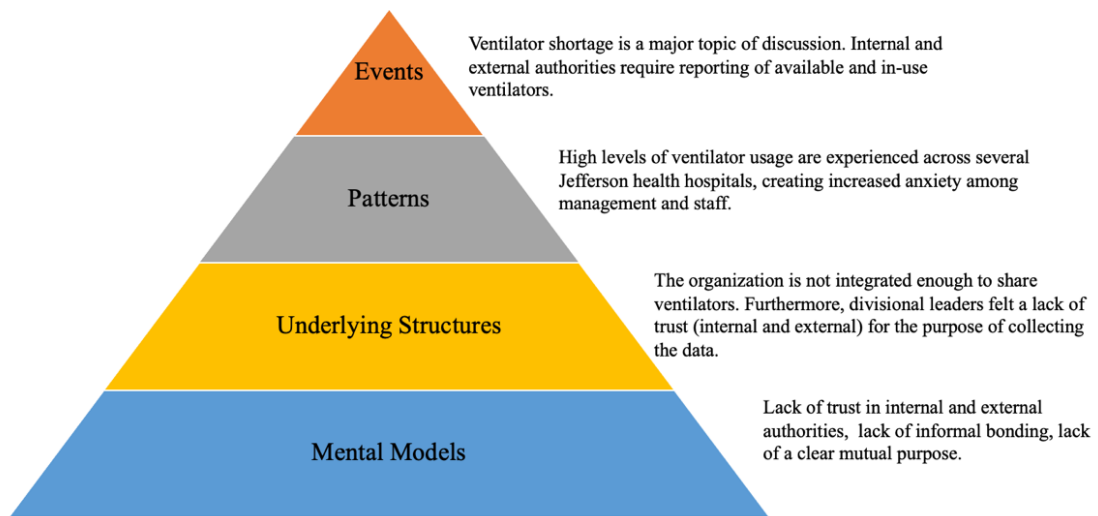 Events
Ventilator shortage is a major topic of discussion. Internal and
external authorities require reporting of available and in-use
ventilators.
Patterns
High levels of ventilator usage are experienced across several
Jefferson health hospitals, creating increased anxiety among
management and staff.
Underlying Structures
The organization is not integrated enough to share
ventilators. Furthermore, divisional leaders felt a lack of
trust (internal and external) for the purpose of collecting
the data.
Mental Models
Lack of trust in internal and external
authorities,  lack of informal bonding, lack
of a clear mutual purpose.